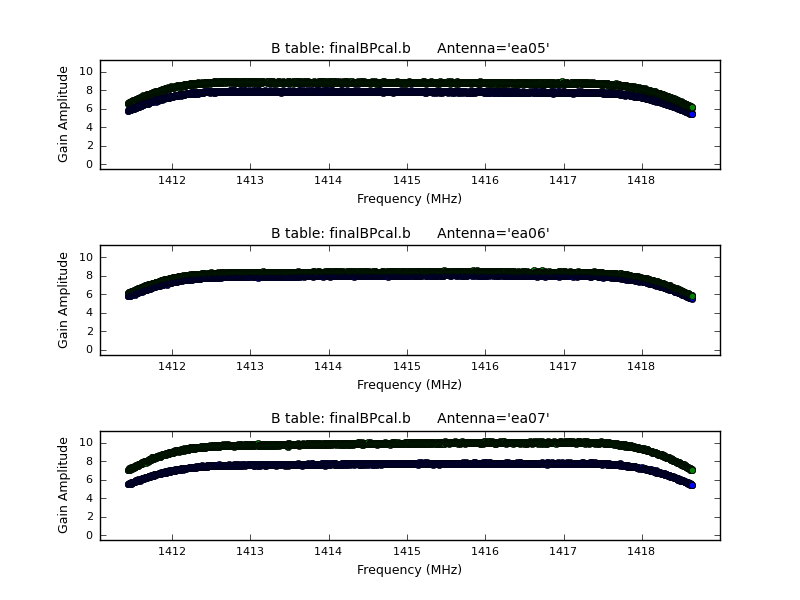 B table: finalBPcal.b Antenna='ea05'
Gain Amplitude
10
8
6
4
2
0
1412 1413 1414 1415 1416 1417 1418
Frequency (MHz)
B table: finalBPcal.b Antenna='ea06'
Gain Amplitude
10
8
6
4
2
0
1412 1413 1414 1415 1416 1417 1418
Frequency (MHz)
B table: finalBPcal.b Antenna='ea07'
Gain Amplitude
10
8
6
4
2
0
1412 1413 1414 1415 1416 1417 1418
Frequency (MHz)